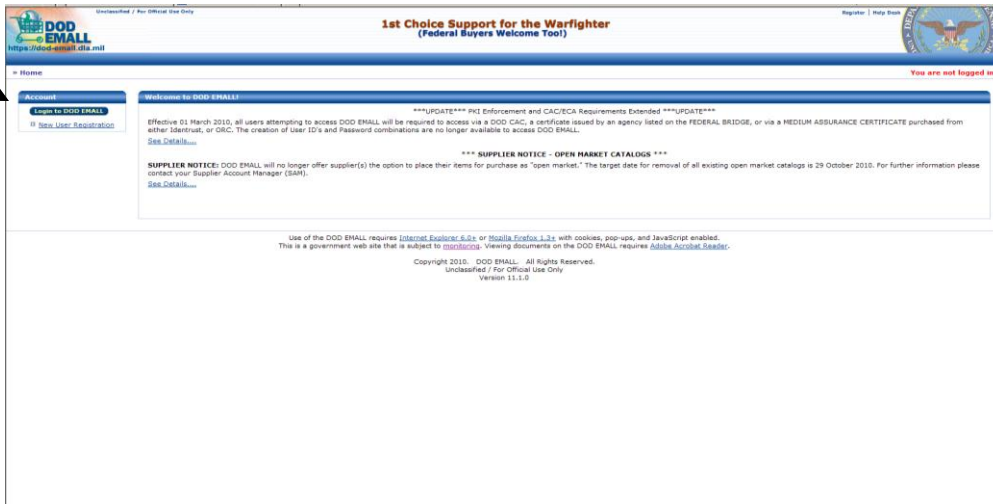 Unclassified / For Official Use Only
DOD
EMALL
https://dod-email.dla.mil
1st Choice Support for the Warfighter
(Federal Buyers Welcome Too!)
Register | Help Desk
» Home
You are not logged in
Account
Login to DOD EMALL
New User Registration
Welcome to DOD EMALL!
***UPDATE*** PKI Enforcement and CAC/ECA Requirements Extended ***UPDATE***
Effective 01 March 2010, all users attempting to access DOD EMALL will be required to access via a DOD CAC, a certificate issued by an agency listed on the FEDERAL BRIDGE, or via a MEDIUM ASSURANCE CERTIFICATE purchased from
either Identrust, or ORC. The creation of User ID's and Password combinations are no longer available to access DOD EMALL.
See Details....
*** SUPPLIER NOTICE - OPEN MARKET CATALOGS ***
SUPPLIER NOTICE: DOD EMALL will no longer offer supplier(s) the option to place their items for purchase as "open market." The target date for removal of all existing open market catalogs is 29 October 2010. For further information please
contact your Supplier Account Manager (SAM).
See Details....
Use of the DOD EMALL requires Internet Explorer 6.0+ or Mozilla Firefox 1.3+ with cookies, pop-ups, and JavaScript enabled.
This is a government web site that is subject to monitoring. Viewing documents on the DOD EMALL requires Adobe Acrobat Reader.
Copyright 2010. DOD EMALL. All Rights Reserved.
Unclassified / For Official Use Only
Version 11.1.0